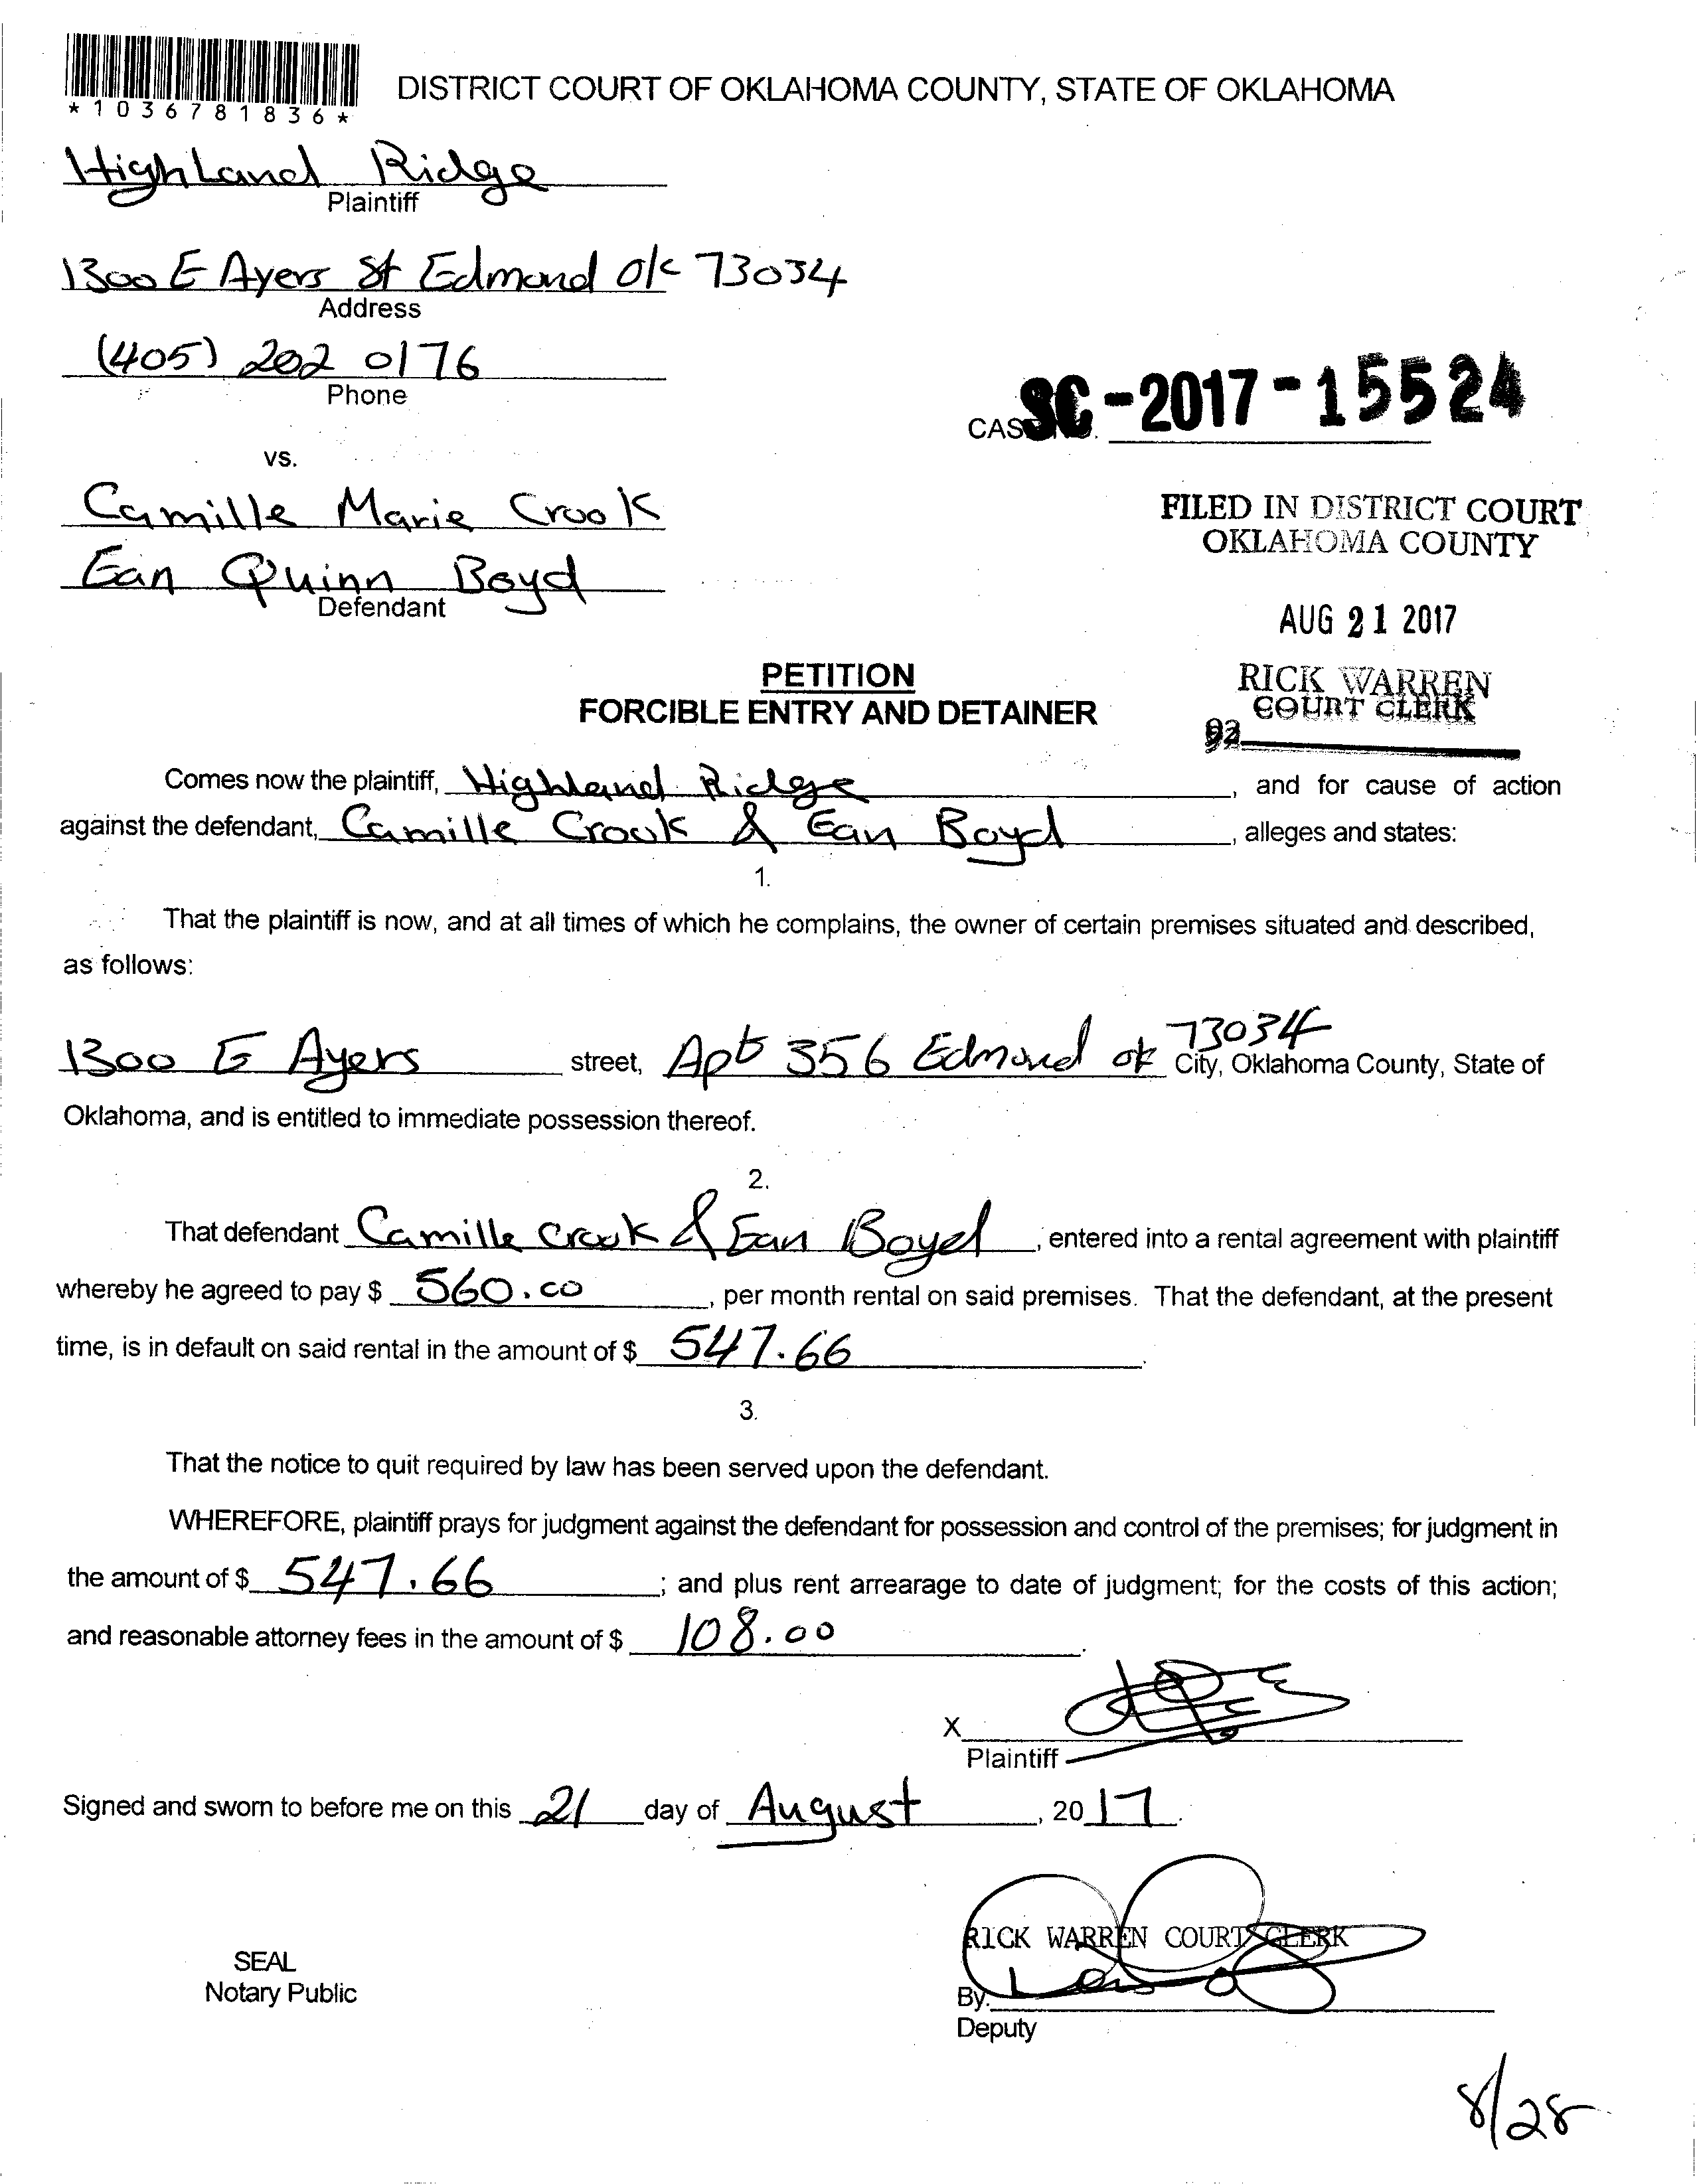 *1036781836*
DISTRICT COURT OF OKLAHOMA COUNTY, STATE OF OKLAHOMA
Highland Ridge
Plaintiff
1300 E Ayers St Edmond Ok 73034
Address
(405) 202 0176
Phone
CAS SC-2017-15524
vs.
Camille Marie Crook
Ean Quinn Boyd
Defendant
FILED IN DISTRICT COURT
OKLAHOMA COUNTY
AUG 21 2017
RICK WARREN
COURT CLERK
PETITION
FORCIBLE ENTRY AND DETAINER
Comes now the plaintiff, Highland Ridge, and for cause of action
against the defendant, Camille Crook & Ean Boyd, alleges and states:
1.
That the plaintiff is now, and at all times of which he complains, the owner of certain premises situated and described,
as follows:
1300 E Ayers street, Apt 356 Edmond ok 73034 City, Oklahoma County, State of
Oklahoma, and is entitled to immediate possession thereof.
2.
That defendant Camille Crook & Ean Boyd, entered into a rental agreement with plaintiff
whereby he agreed to pay $ 560.00, per month rental on said premises. That the defendant, at the present
time, is in default on said rental in the amount of $ 547.66.
3.
That the notice to quit required by law has been served upon the defendant.
WHEREFORE, plaintiff prays for judgment against the defendant for possession and control of the premises; for judgment in
the amount of $ 547.66; and plus rent arrearage to date of judgment; for the costs of this action;
and reasonable attorney fees in the amount of $ 108.00.
X
Plaintiff
Signed and sworn to before me on this 21 day of August, 2017.
RICK WARREN COURT CLERK
SEAL
Notary Public
By.
Deputy
8/28